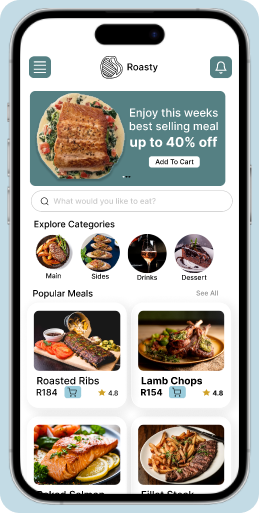 Roasty
Enjoy this weeks
best selling meal
up to 40% off
Add To Cart
What would you like to eat?
Explore Categories
Main
Sides
Drinks
Dessert
Popular Meals
See All
Roasted Ribs
R184
4.8
Lamb Chops
R154
4.8
Baked Salmon
Fillet Steak